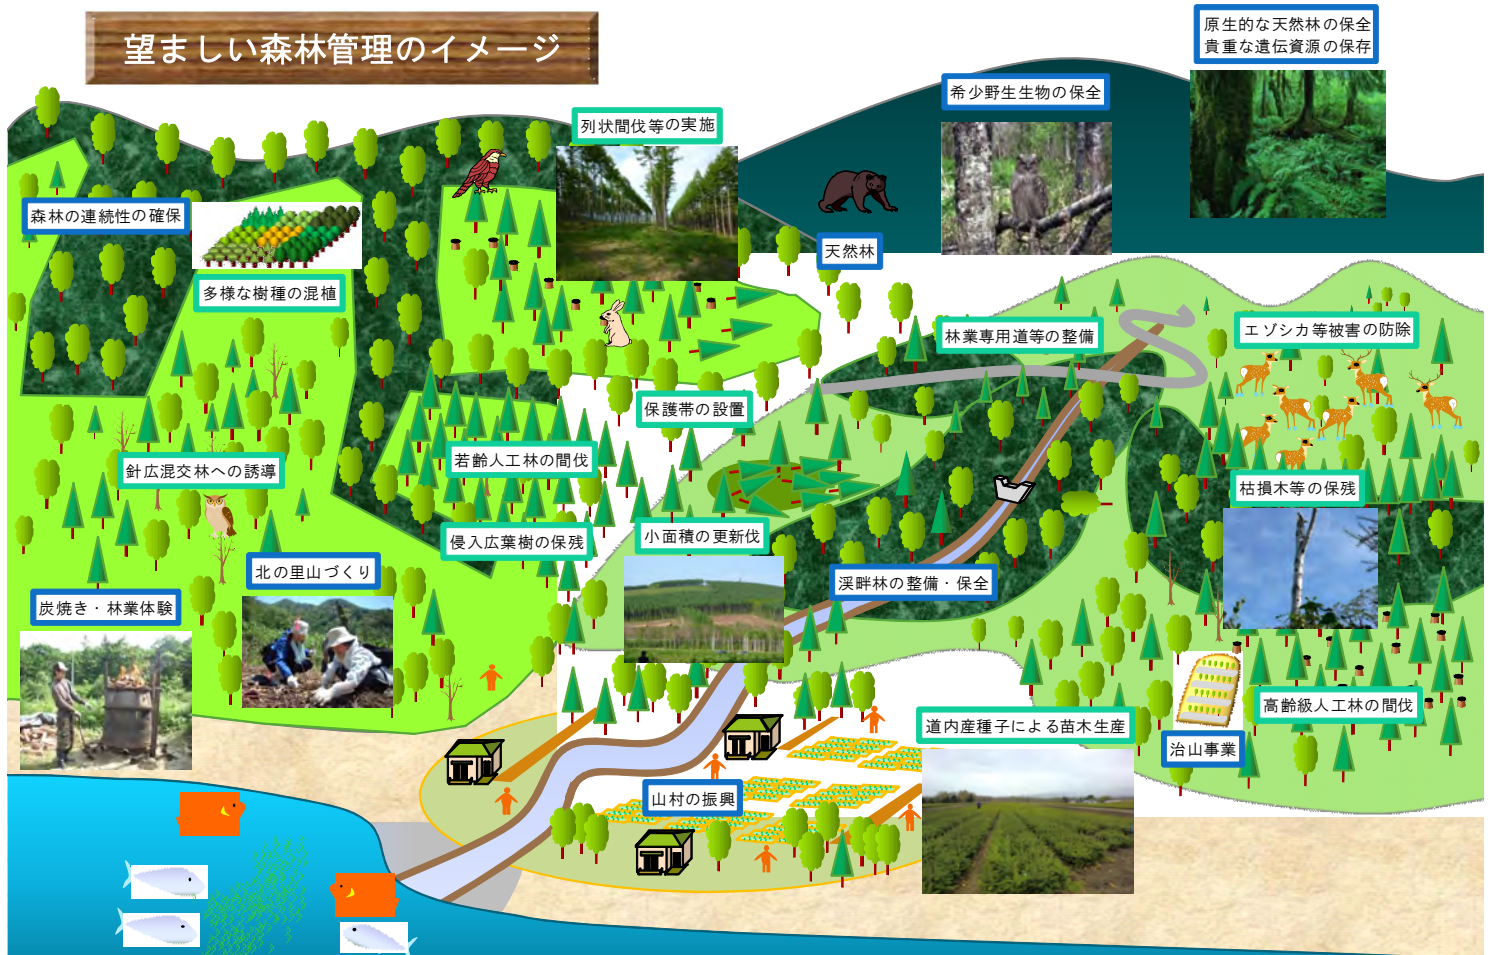 望ましい森林管理のイメージ
原生的な天然林の保全
貴重な遺伝資源の保存
希少野生生物の保全
列状間伐等の実施
森林の連続性の確保
天然林
多様な樹種の混植
林業専用道等の整備
エゾシカ等被害の防除
保護帯の設置
若齢人工林の間伐
針広混交林への誘導
枯損木等の保残
侵入広葉樹の保残
小面積の更新伐
北の里山づくり
渓畔林の整備・保全
炭焼き・林業体験
高齢級人工林の間伐
道内産種子による苗木生産
治山事業
山村の振興